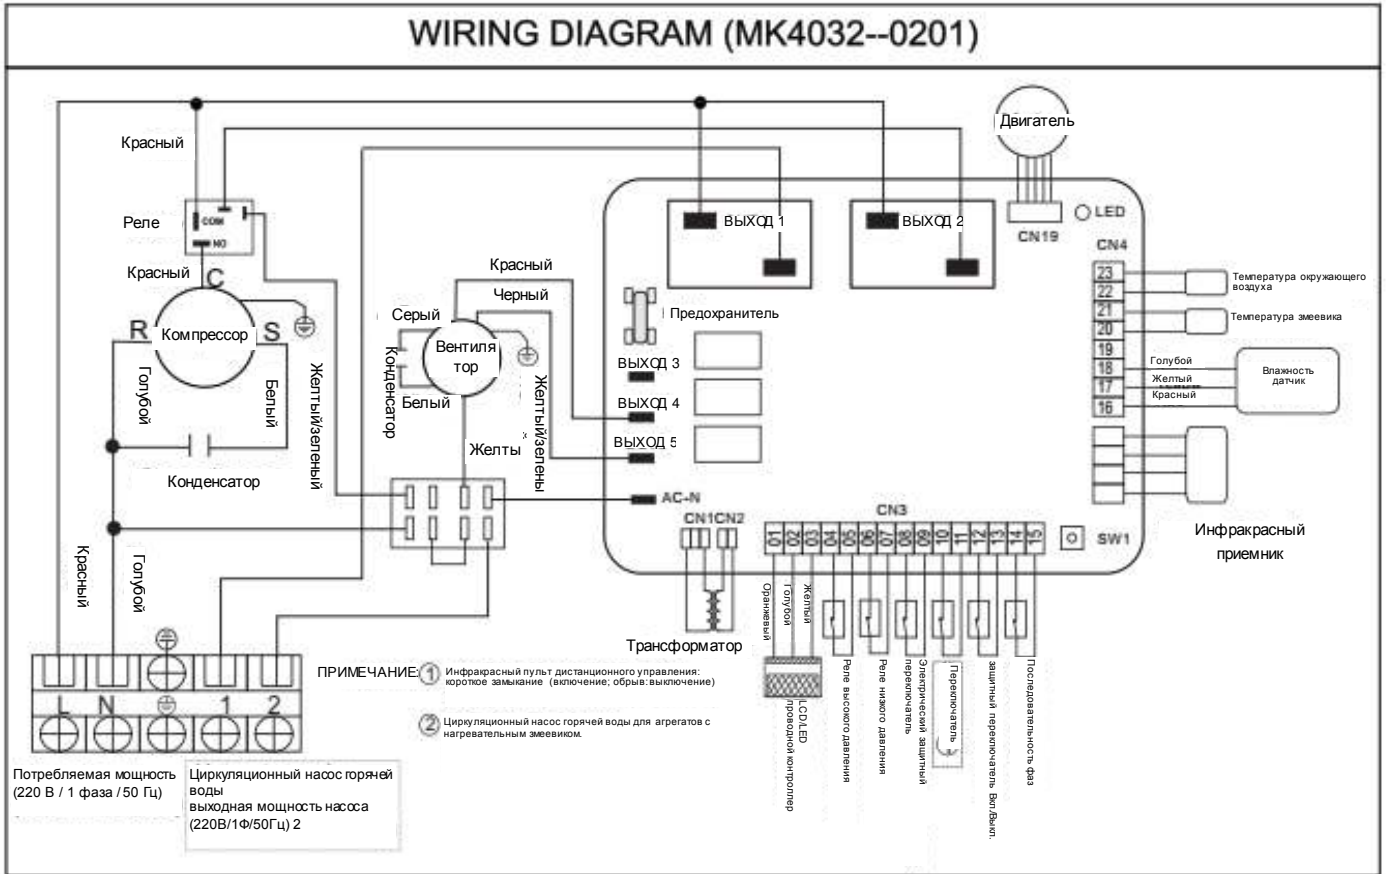 WIRING DIAGRAM (MK4032--0201)
Красный
Двигатель
Реле
COM
NO
ВЫХОД 1
ВЫХОД 2
LED
CN19
CN4
Красный
C
Красный
Черный
Серый
Предохранитель
23
22
21
20
19
18
17
16
Температура окружающего
воздуха
Температура змеевика
R
Компрессор
S
Вентиля
тор
Конденсатор
Белый
Голубой
Белый
Желтый/зеленый
Желтый/зелены
ВЫХОД 3
ВЫХОД 4
ВЫХОД 5
Голубой
Желтый
Красный
Влажность
датчик
Желты
Конденсатор
AC-N
CN1
CN2
CN3
01
02
03
04
05
06
07
08
09
10
11
12
13
14
15
SW1
Инфракрасный
приемник
Красный
Голубой
Оранжевый
Голубой
Желтый
Трансформатор
ПРИМЕЧАНИЕ:
1 Инфракрасный пульт дистанционного управления:
короткое замыкание (включение; обрыв: выключение)
2 Циркуляционный насос горячей воды для агрегатов с
нагревательным змеевиком.
LCD/LED
проводной контроллер
Реле высокого давления
Реле низкого давления
Электрический защитный
переключатель
Переключатель
защитный переключатель Вкл./Выкл.
Последовательность фаз
L
N
1
2
Потребляемая мощность
(220 В / 1 фаза / 50 Гц)
Циркуляционный насос горячей
воды
выходная мощность насоса
(220В/1Ф/50Гц) 2